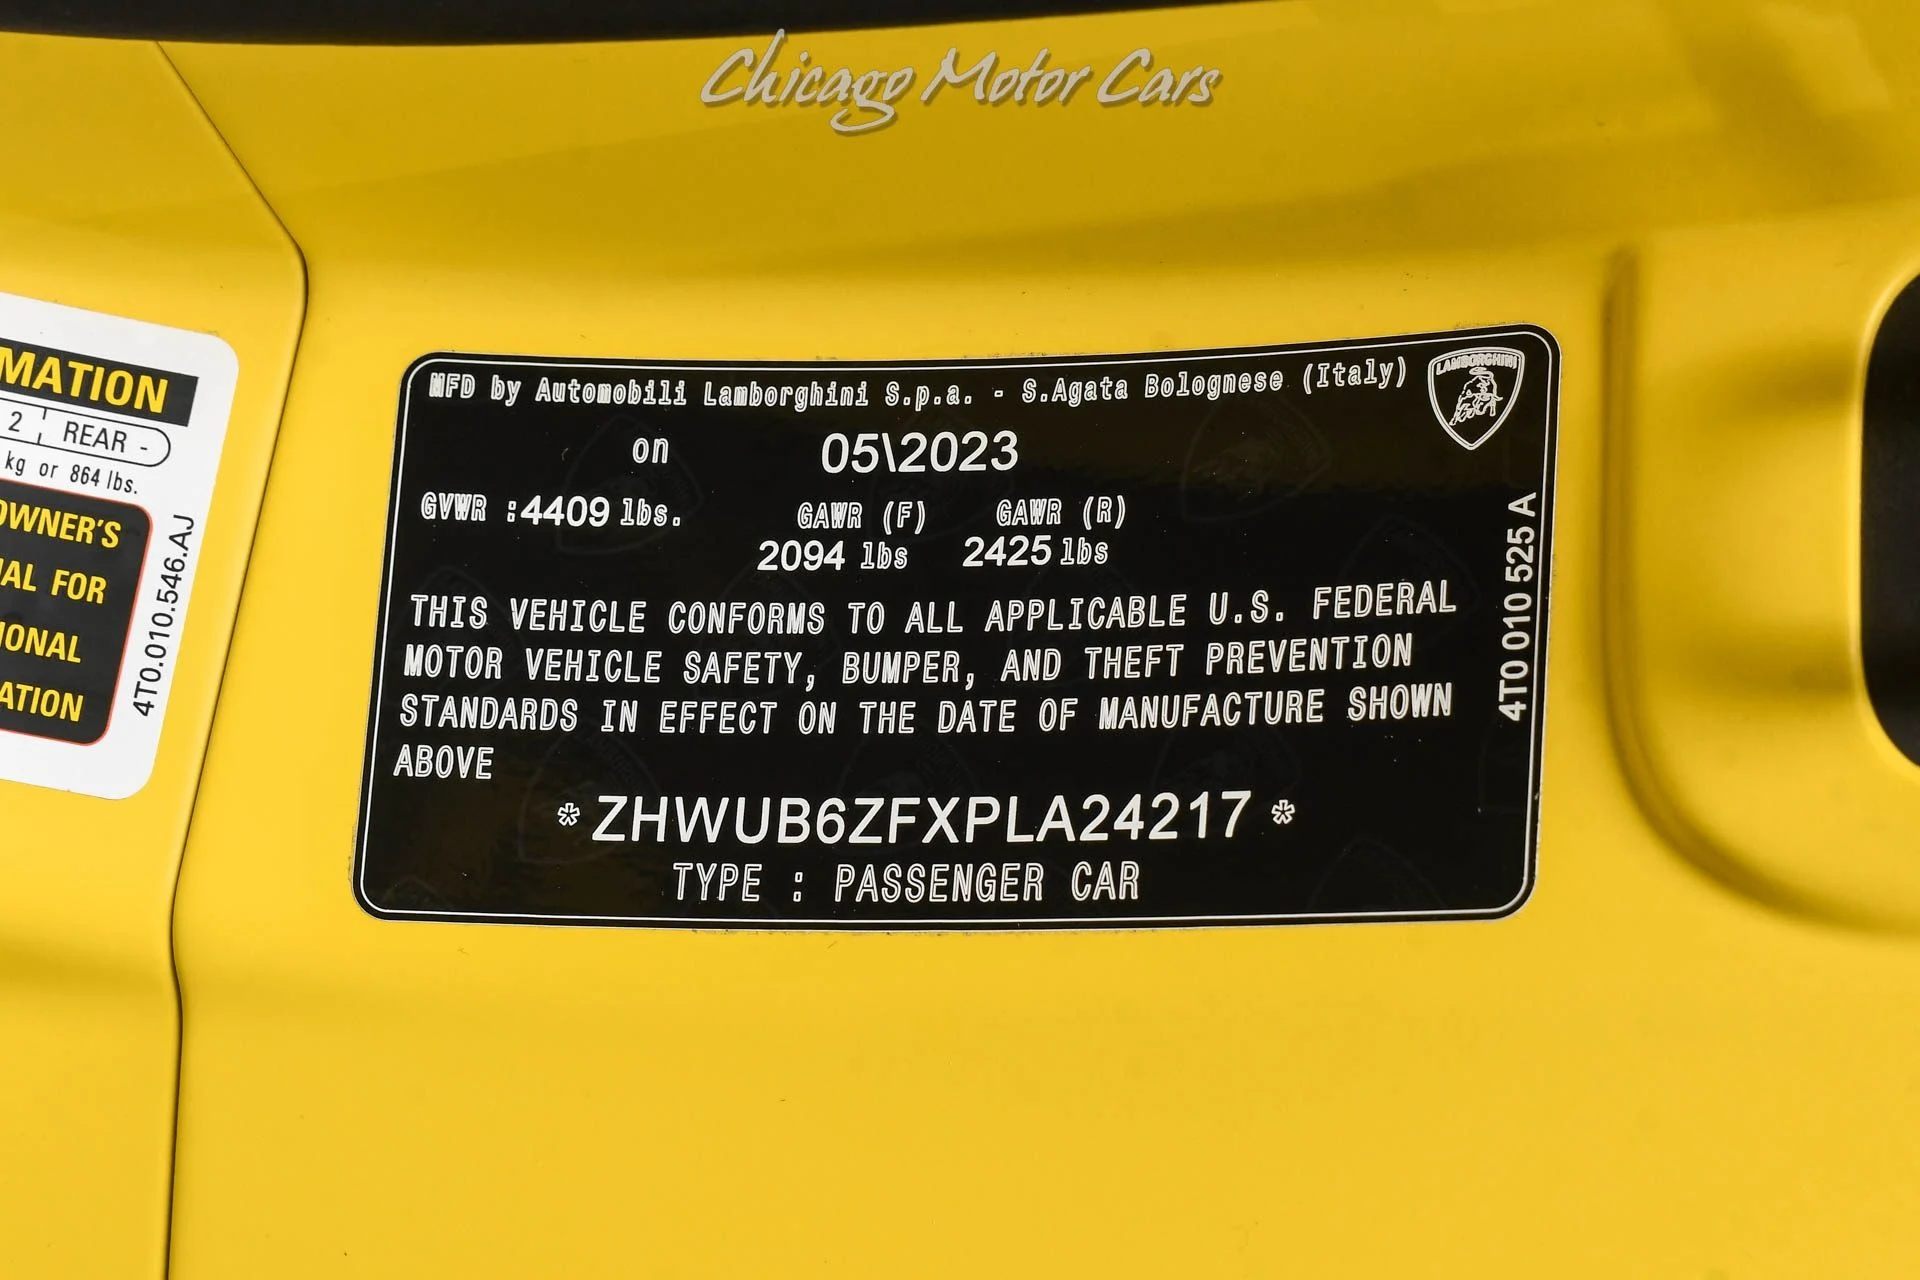 Chicago Motor Cars
MATION
2 REAR -
kg or 864 lbs.
OWNER'S
AL FOR
IONAL
ATION
4T0.010.546.AJ
MFD by Automobili Lamborghini S.p.a. - S.Agata Bolognese (Italy)
LAMBORGHINI
on 05\2023
GVWR :4409 lbs. GAWR (F) GAWR (R)
2094 lbs 2425 lbs
THIS VEHICLE CONFORMS TO ALL APPLICABLE U.S. FEDERAL
MOTOR VEHICLE SAFETY, BUMPER, AND THEFT PREVENTION
STANDARDS IN EFFECT ON THE DATE OF MANUFACTURE SHOWN
ABOVE
* ZHWUB6ZFXPLA24217 *
TYPE : PASSENGER CAR
4T0 010 525 A